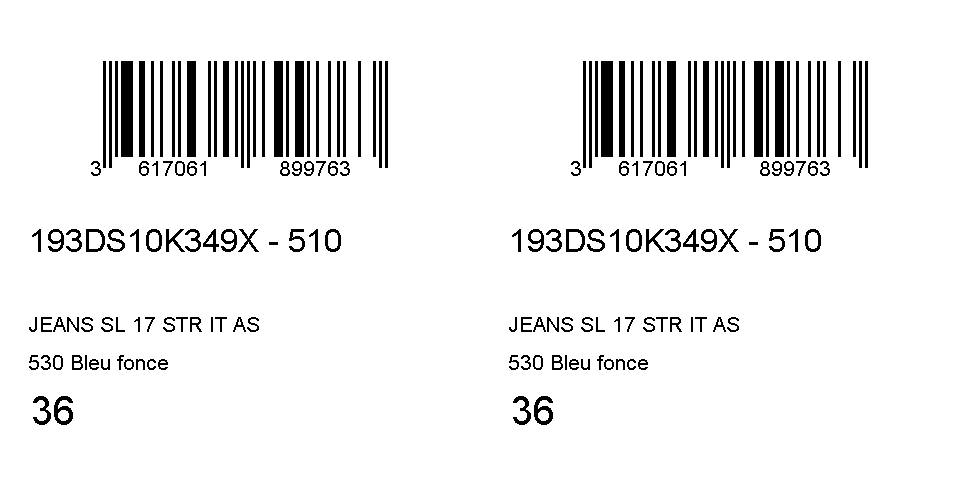 3 617061 899763
193DS10K349X - 510
JEANS SL 17 STR IT AS
530 Bleu fonce
36
3 617061 899763
193DS10K349X - 510
JEANS SL 17 STR IT AS
530 Bleu fonce
36